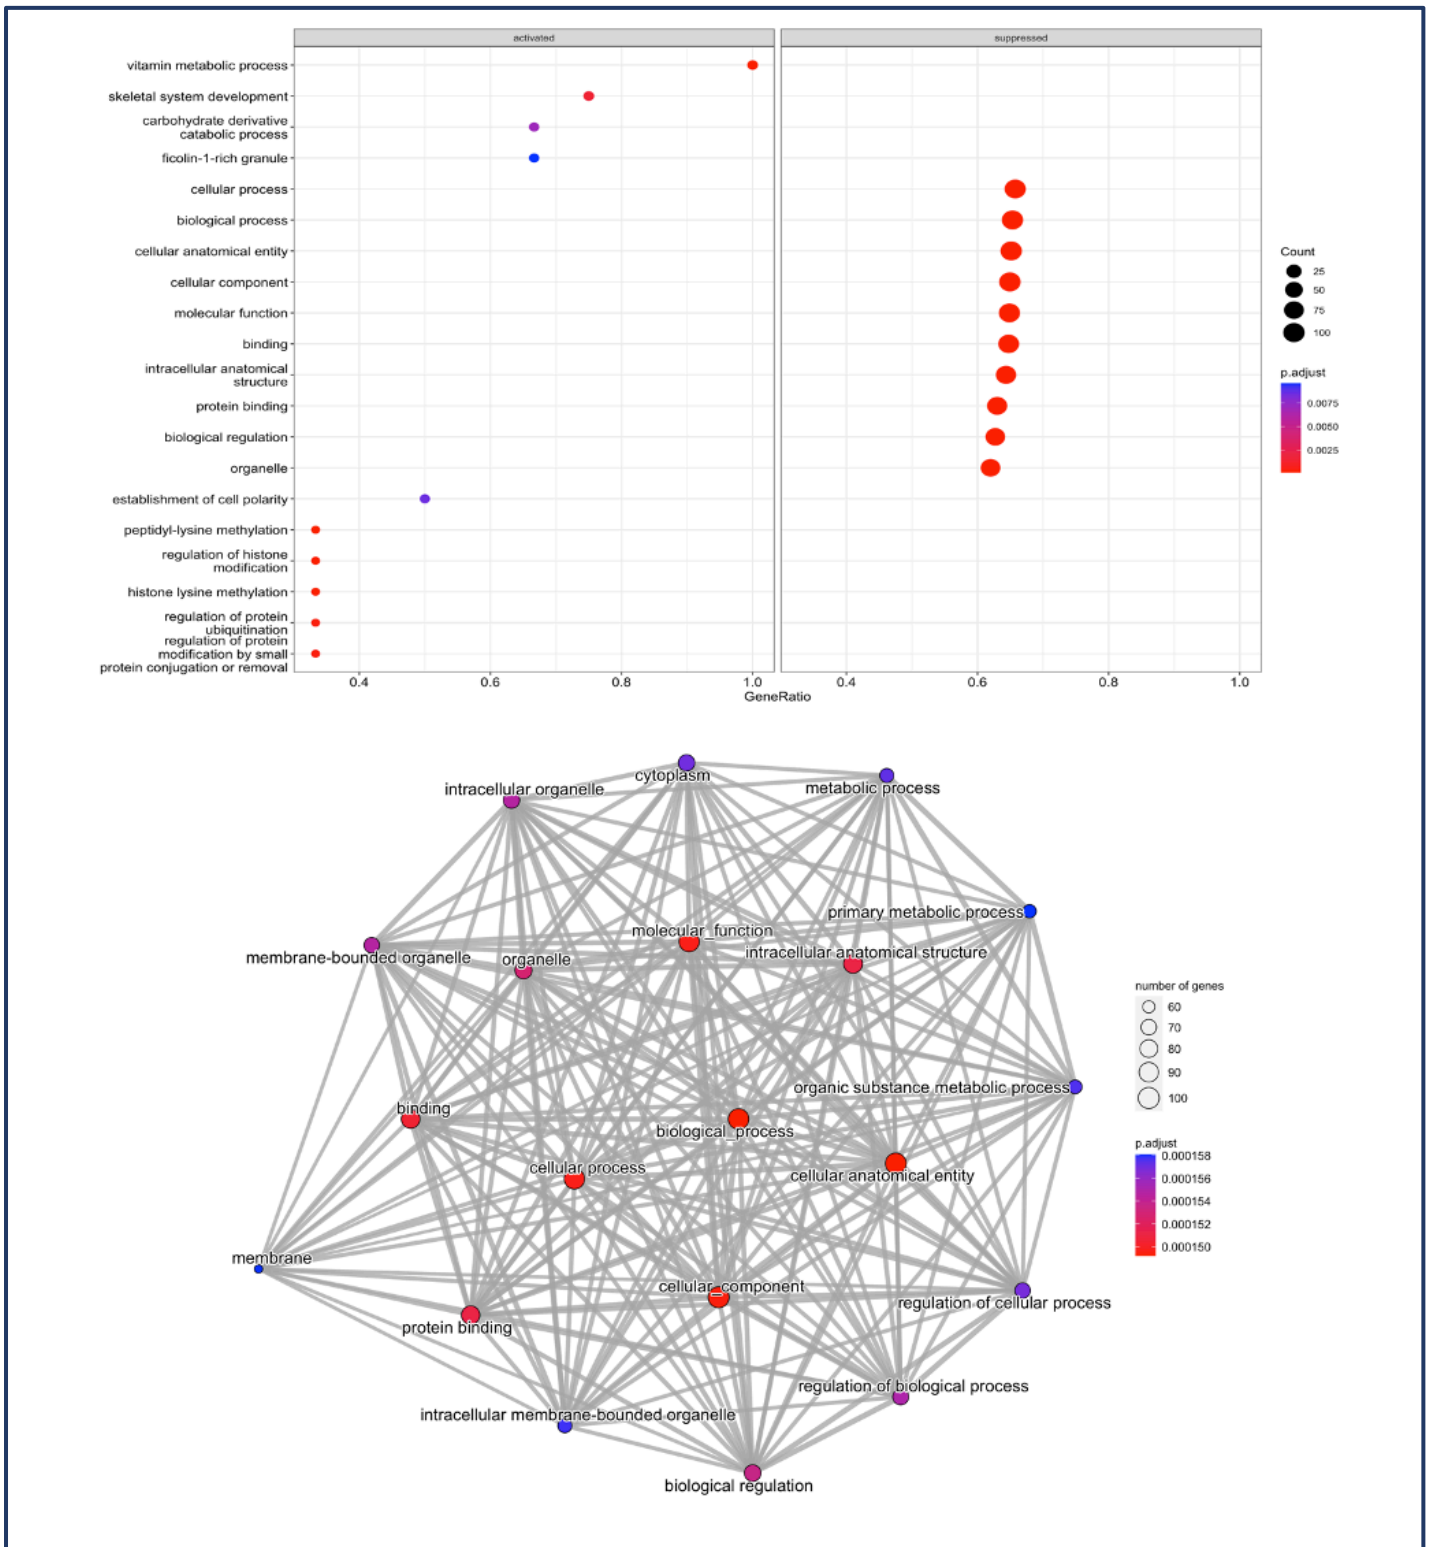 activated
suppressed
vitamin metabolic process
skeletal system development
carbohydrate derivative
catabolic process
ficolin-1-rich granule
cellular process
biological process
cellular anatomical entity
cellular component
molecular function
binding
intracellular anatomical
structure
protein binding
biological regulation
organelle
establishment of cell polarity
peptidyl-lysine methylation
regulation of histone
modification
histone lysine methylation
regulation of protein
ubiquitination
regulation of protein
modification by small
protein conjugation or removal
0.4 0.6 0.8 1.0 0.4 0.6 0.8 1.0
GeneRatio
Count
25
50
75
100
p.adjust
0.0075
0.0050
0.0025
cytoplasm
metabolic process
intracellular organelle
primary metabolic process
molecular_function
intracellular anatomical structure
membrane-bounded organelle
organelle
organic substance metabolic process
binding
biological_process
cellular process
cellular anatomical entity
membrane
cellular_component
regulation of cellular process
protein binding
regulation of biological process
intracellular membrane-bounded organelle
biological regulation
number of genes
60
70
80
90
100
p.adjust
0.000158
0.000156
0.000154
0.000152
0.000150